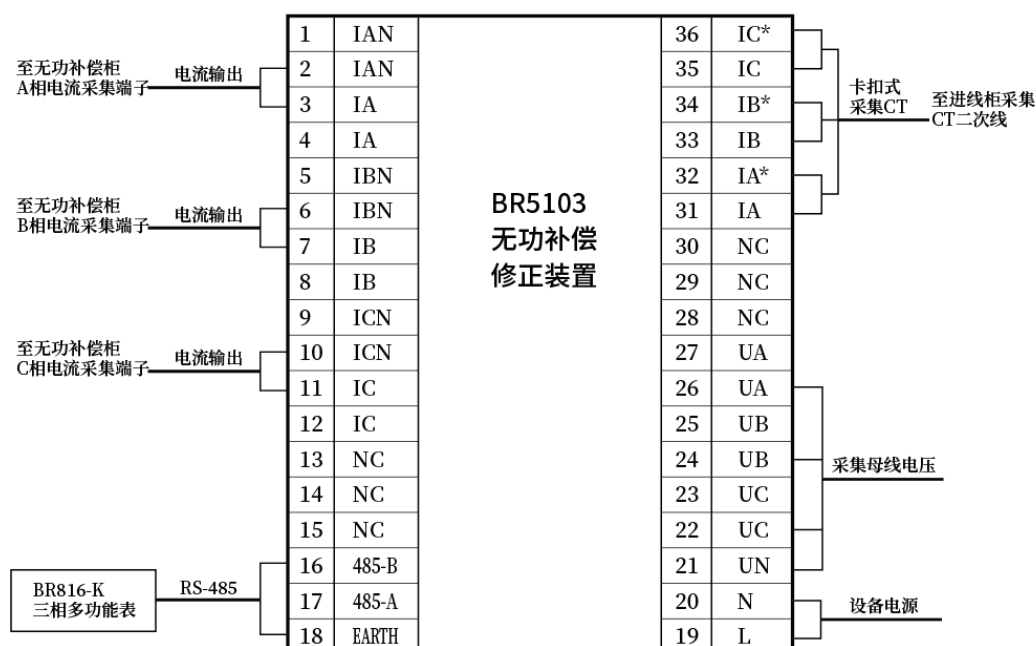 至无功补偿柜
A相电流采集端子
电流输出
至无功补偿柜
B相电流采集端子
电流输出
至无功补偿柜
C相电流采集端子
电流输出
BR816-K
三相多功能表
RS-485
1 IAN
2 IAN
3 IA
4 IA
5 IBN
6 IBN
7 IB
8 IB
9 ICN
10 ICN
11 IC
12 IC
13 NC
14 NC
15 NC
16 485-B
17 485-A
18 EARTH
BR5103
无功补偿
修正装置
36 IC*
35 IC
34 IB*
33 IB
32 IA*
31 IA
30 NC
29 NC
28 NC
27 UA
26 UA
25 UB
24 UB
23 UC
22 UC
21 UN
20 N
19 L
卡扣式
采集CT
至进线柜采集
CT二次线
采集母线电压
设备电源